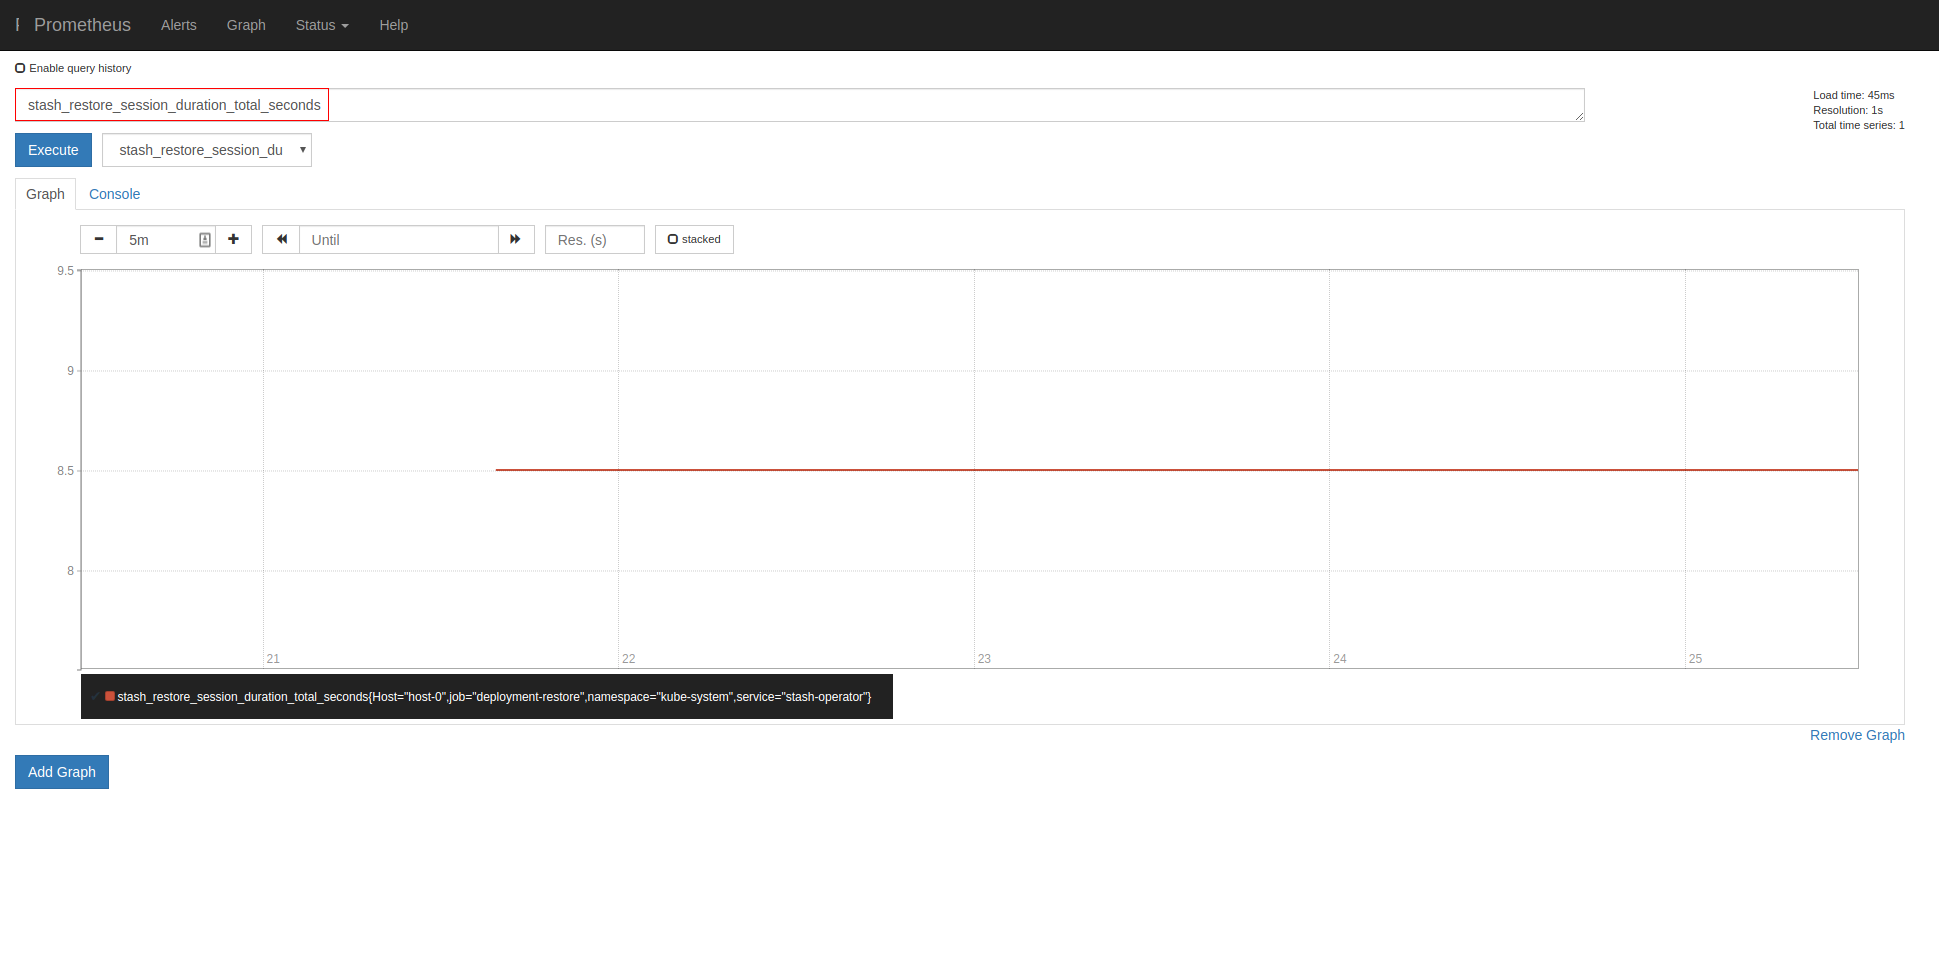 Prometheus Alerts Graph Status Help
Enable query history
stash_restore_session_duration_total_seconds
Load time: 45ms
Resolution: 1s
Total time series: 1
Execute stash_restore_session_du
Graph Console
5m Until Res. (s) stacked
9.5
9
8.5
8
21 22 23 24 25
stash_restore_session_duration_total_seconds{Host="host-0",job="deployment-restore",namespace="kube-system",service="stash-operator"}
Remove Graph
Add Graph